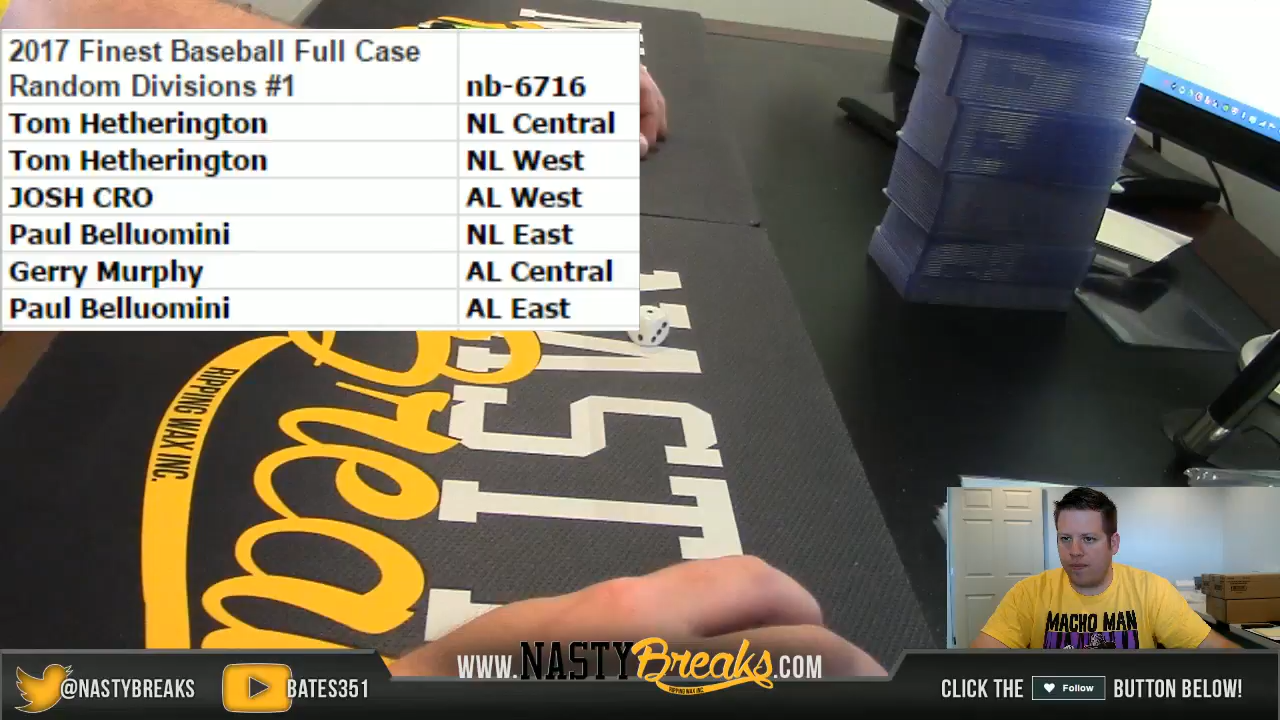 2017 Finest Baseball Full Case
Random Divisions #1 nb-6716
Tom Hetherington NL Central
Tom Hetherington NL West
JOSH CRO AL West
Paul Belluomini NL East
Gerry Murphy AL Central
Paul Belluomini AL East
RIPPING WAX INC.
MACHO MAN
@NASTYBREAKS
BATES351
WWW.NASTYBreaks.COM
RIPPING WAX INC.
CLICK THE Follow BUTTON BELOW!